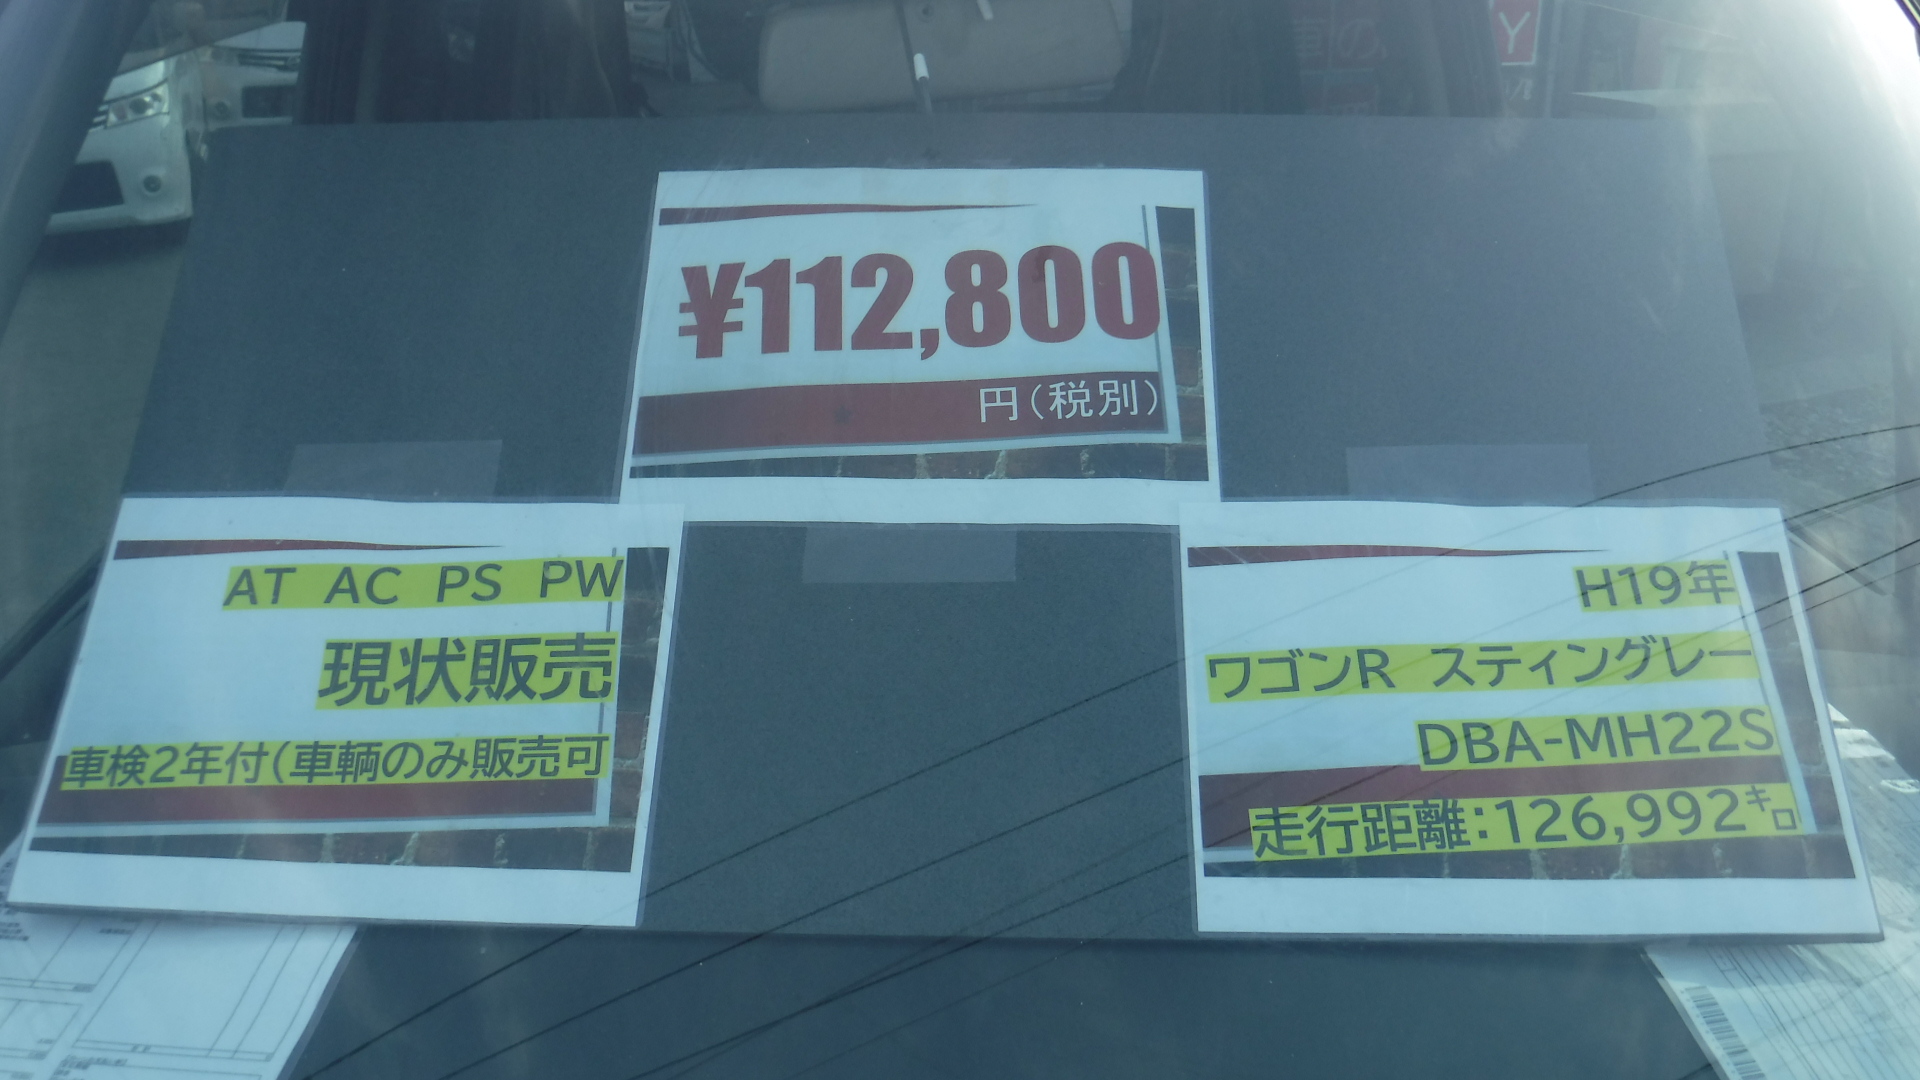 ¥112,800
円(税別)
AT AC PS PW
現状販売
車検2年付(車輌のみ販売可
H19年
ワゴンR スティングレー
DBA-MH22S
走行距離:126,992㌔